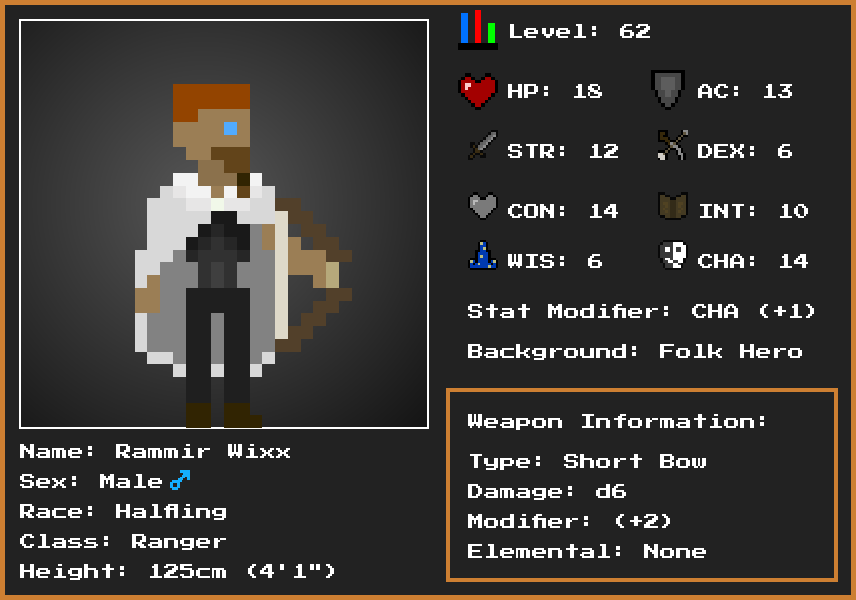 Level: 62
HP: 18
AC: 13
STR: 12
DEX: 6
CON: 14
INT: 10
WIS: 6
CHA: 14
Stat Modifier: CHA (+1)
Background: Folk Hero
Weapon Information:
Type: Short Bow
Damage: d6
Modifier: (+2)
Elemental: None
Name: Rammir Wixx
Sex: Male♂
Race: Halfling
Class: Ranger
Height: 125cm (4'1")